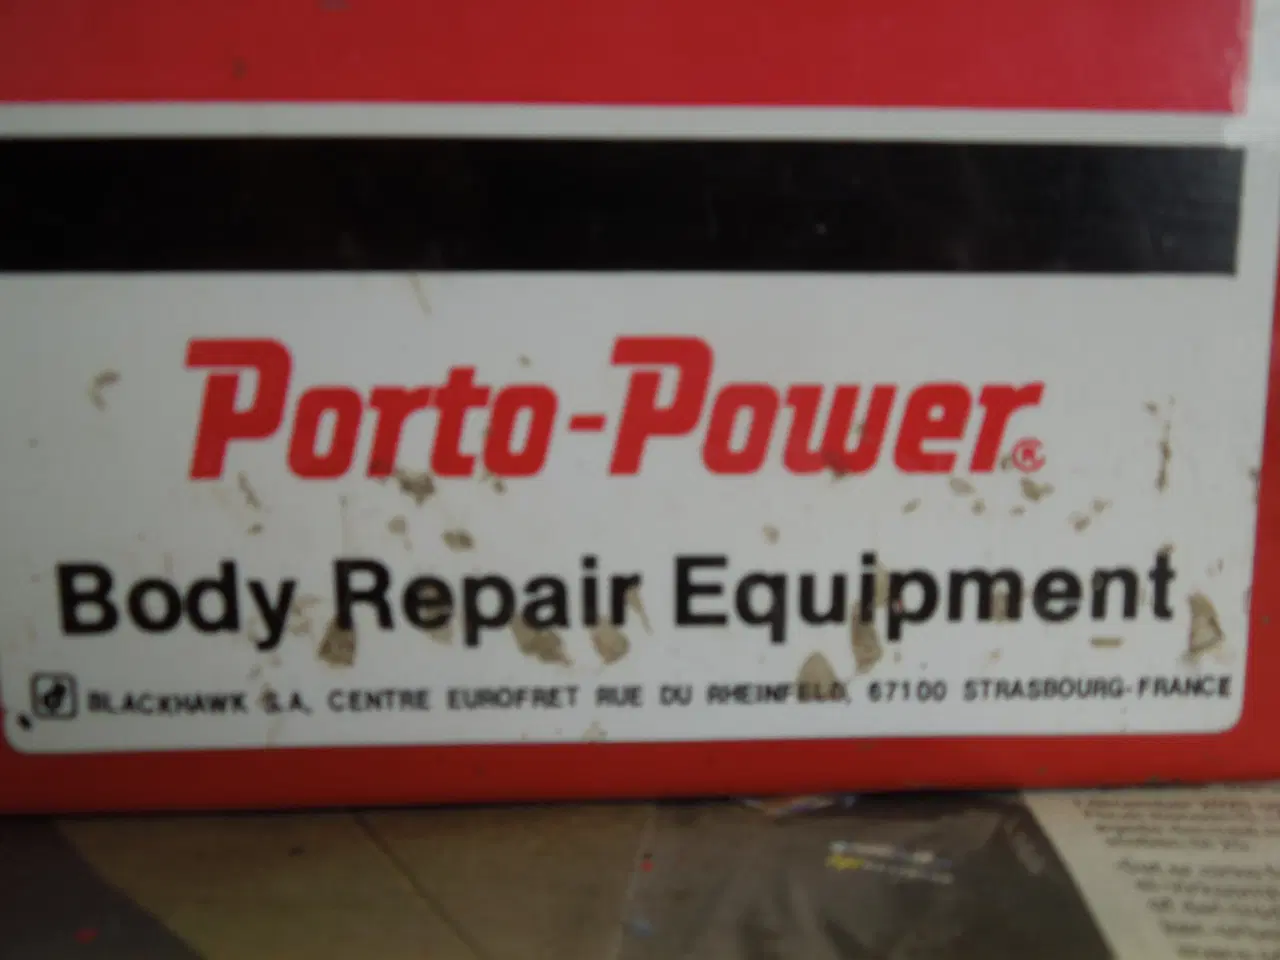 Porto-Power®
Body Repair Equipment
BLACKHAWK S.A, CENTRE EUROFRET RUE DU RHEINFELD, 67100 STRASBOURG-FRANCE